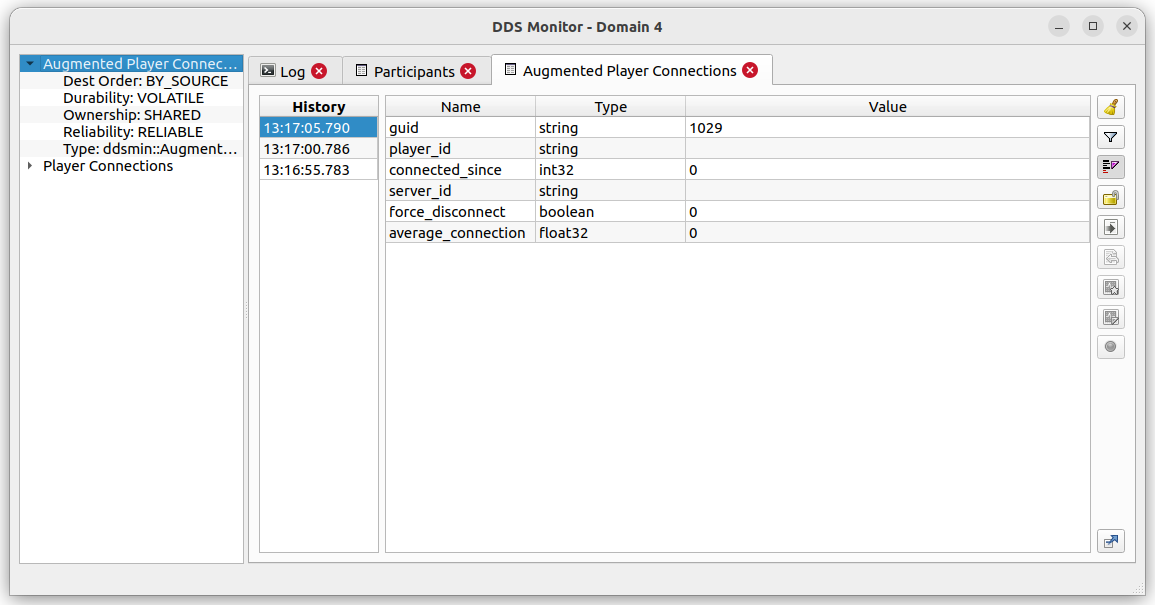 DDS Monitor - Domain 4
Augmented Player Connec...
Dest Order: BY_SOURCE
Durability: VOLATILE
Ownership: SHARED
Reliability: RELIABLE
Type: ddsmin::Augment...
Player Connections
Log
Participants
Augmented Player Connections
History
13:17:05.790
13:17:00.786
13:16:55.783
Name Type Value
guid string 1029
player_id string
connected_since int32 0
server_id string
force_disconnect boolean 0
average_connection float32 0